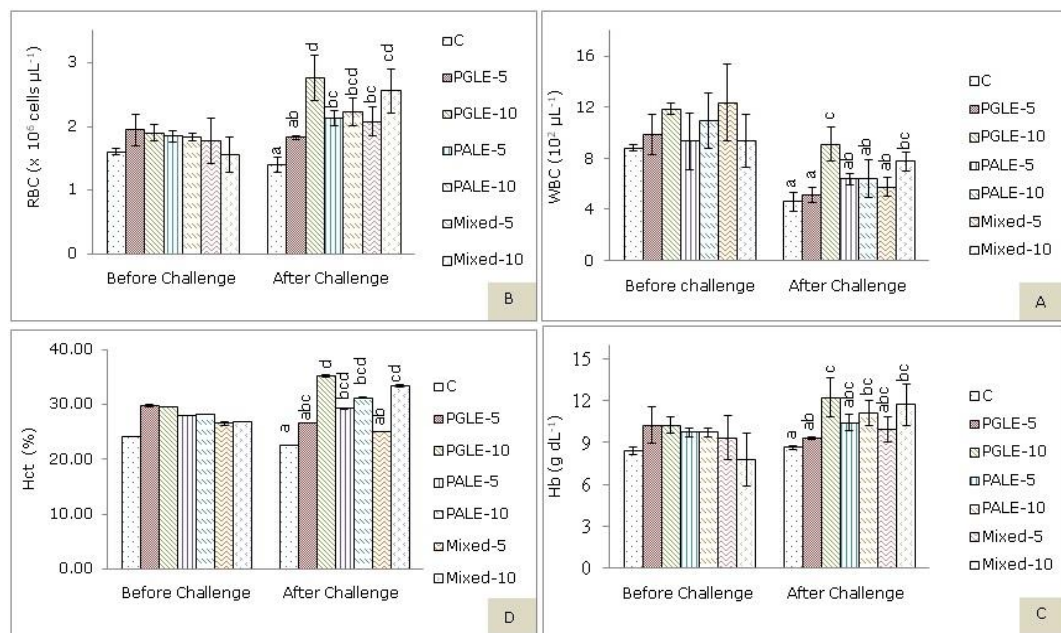 RBC (x 10⁶ cells µL⁻¹)
3
2
1
0
a
ab
d
bc
bcd
bc
cd
Before Challenge
After Challenge
C
PGLE-5
PGLE-10
PALE-5
PALE-10
Mixed-5
Mixed-10
B
WBC (10² µL⁻¹)
16
12
8
4
0
a
a
c
ab
ab
ab
bc
Before challenge
After Challenge
C
PGLE-5
PGLE-10
PALE-5
PALE-10
Mixed-5
Mixed-10
A
Hct (%)
40.00
30.00
20.00
10.00
0.00
a
abc
d
bcd
bcd
ab
cd
Before Challenge
After Challenge
C
PGLE-5
PGLE-10
PALE-5
PALE-10
Mixed-5
Mixed-10
D
Hb (g dL⁻¹)
15
12
9
6
3
0
a
ab
c
abc
bc
abc
bc
Before Challenge
After Challenge
C
PGLE-5
PGLE-10
PALE-5
PALE-10
Mixed-5
Mixed-10
C